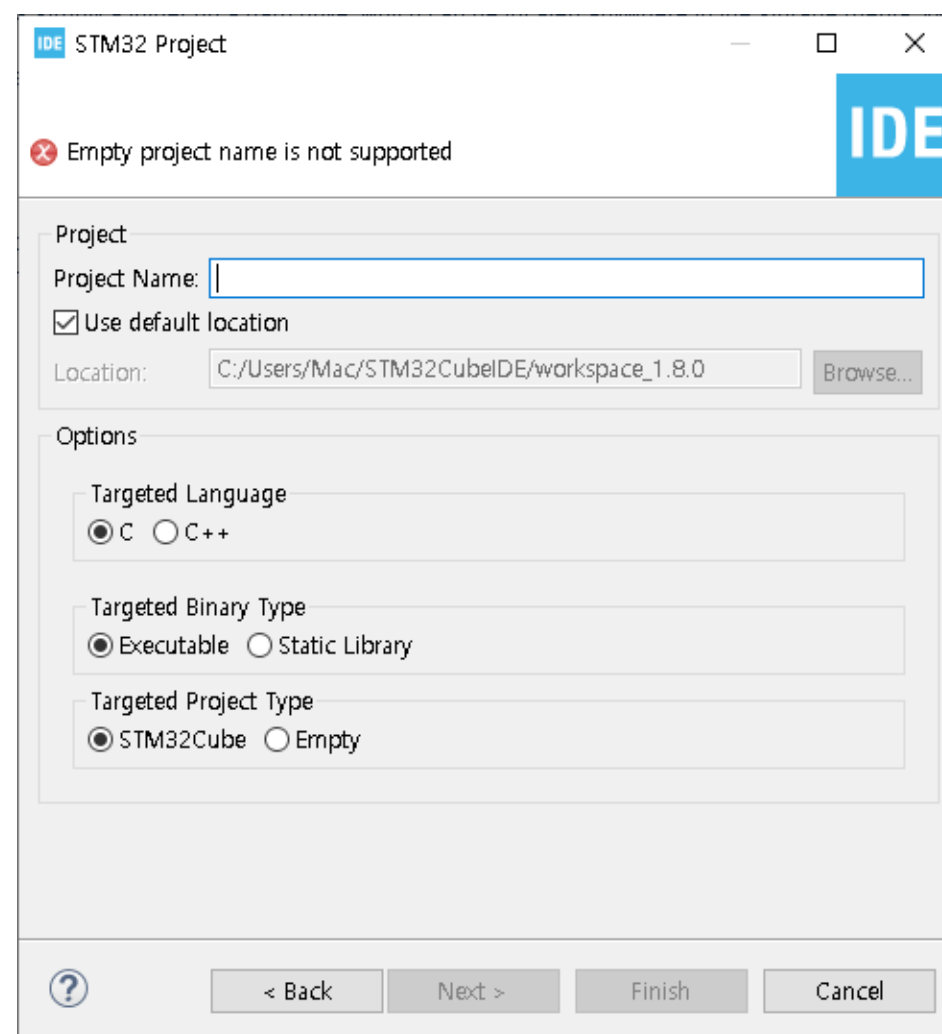 IDE STM32 Project
Empty project name is not supported
IDE
Project
Project Name:
Use default location
Location: C:/Users/Mac/STM32CubeIDE/workspace_1.8.0 Browse...
Options
Targeted Language
C C++
Targeted Binary Type
Executable Static Library
Targeted Project Type
STM32Cube Empty
? < Back Next > Finish Cancel